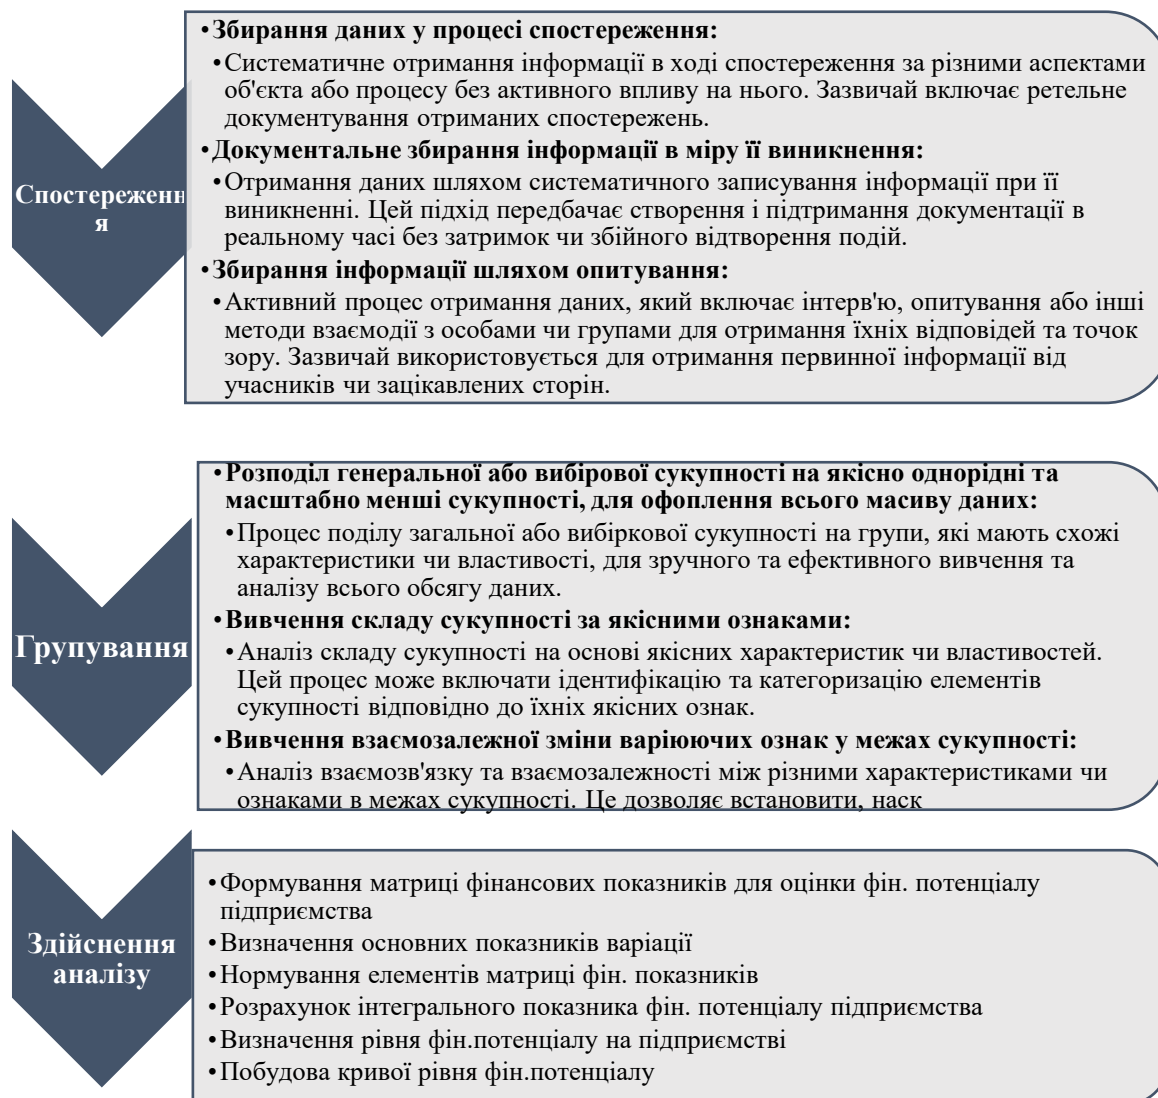 Спостереженн
я
•Збирання даних у процесі спостереження:
•Систематичне отримання інформації в ході спостереження за різними аспектами
об'єкта або процесу без активного впливу на нього. Зазвичай включає ретельне
документування отриманих спостережень.
•Документальне збирання інформації в міру її виникнення:
•Отримання даних шляхом систематичного записування інформації при її
виникненні. Цей підхід передбачає створення і підтримання документації в
реальному часі без затримок чи збійного відтворення подій.
•Збирання інформації шляхом опитування:
•Активний процес отримання даних, який включає інтерв'ю, опитування або інші
методи взаємодії з особами чи групами для отримання їхніх відповідей та точок
зору. Зазвичай використовується для отримання первинної інформації від
учасників чи зацікавлених сторін.
Групування
•Розподіл генеральної або вибірової сукупності на якісно однорідні та
масштабно менші сукупності, для офоплення всього масиву даних:
•Процес поділу загальної або вибіркової сукупності на групи, які мають схожі
характеристики чи властивості, для зручного та ефективного вивчення та
аналізу всього обсягу даних.
•Вивчення складу сукупності за якісними ознаками:
•Аналіз складу сукупності на основі якісних характеристик чи властивостей.
Цей процес може включати ідентифікацію та категоризацію елементів
сукупності відповідно до їхніх якісних ознак.
•Вивчення взаємозалежної зміни варіюючих ознак у межах сукупності:
•Аналіз взаємозв'язку та взаємозалежності між різними характеристиками чи
ознаками в межах сукупності. Це дозволяє встановити, наск
Здійснення
аналізу
•Формування матриці фінансових показників для оцінки фін. потенціалу
підприємства
•Визначення основних показників варіації
•Нормування елементів матриці фін. показників
•Розрахунок інтегрального показника фін. потенціалу підприємства
•Визначення рівня фін.потенціалу на підприємстві
•Побудова кривої рівня фін.потенціалу